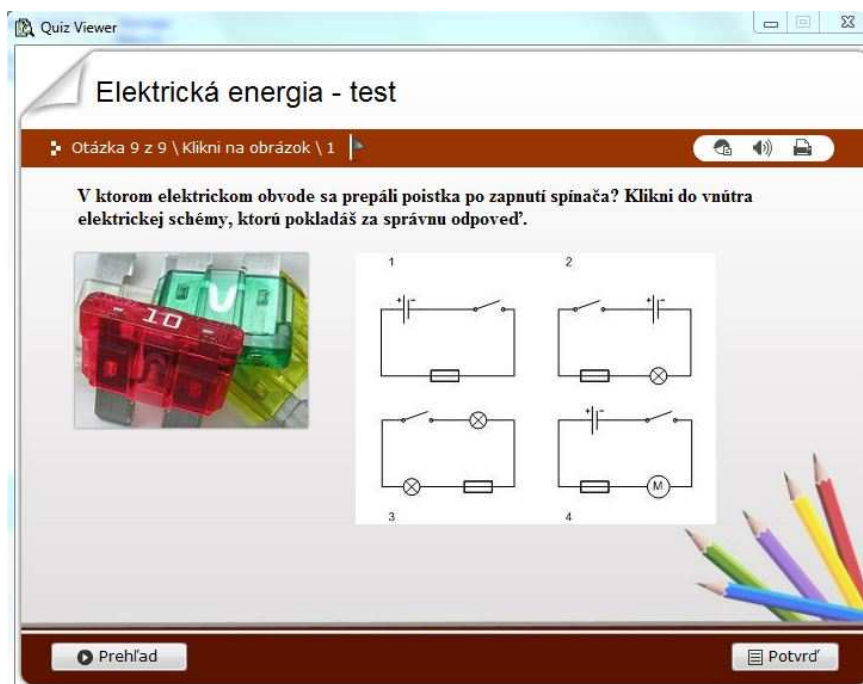 Quiz Viewer
Elektrická energia - test
Otázka 9 z 9 \ Klikni na obrázok \ 1
V ktorom elektrickom obvode sa prepáli poistka po zapnutí spínača? Klikni do vnútra
elektrickej schémy, ktorú pokladáš za správnu odpoveď.
10
1
2
+ -
+ -
+ -
M
3
4
Prehľad
Potvrď